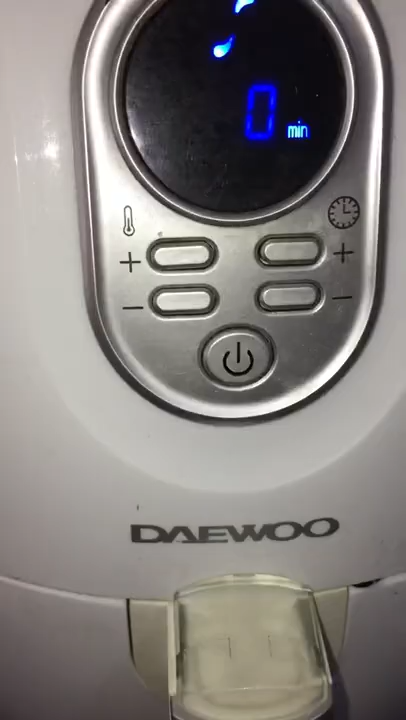 0 min
+ +
– –
DAEWOO